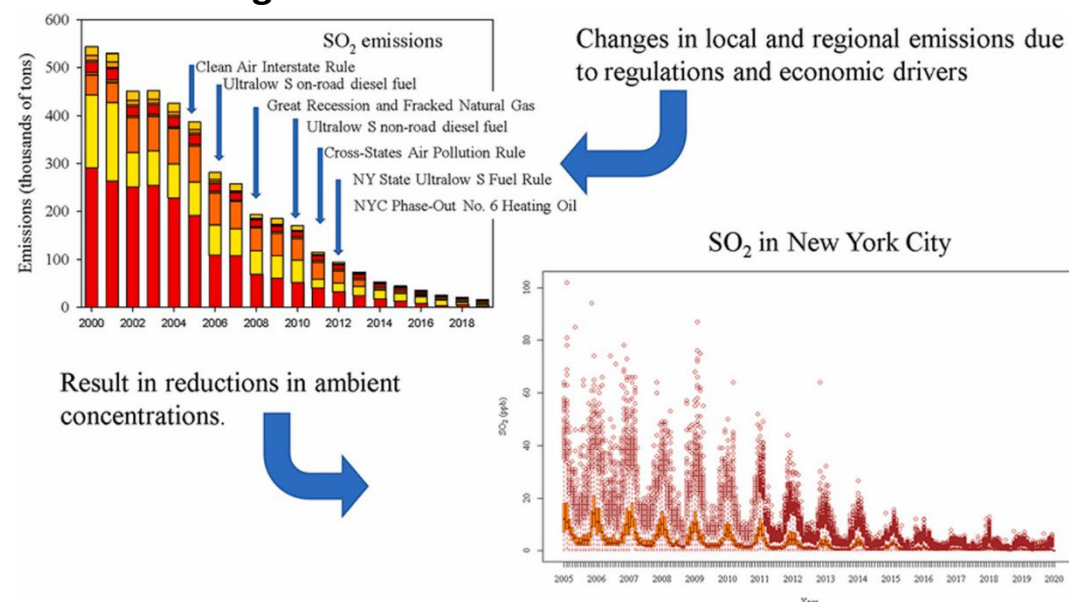 SO2 emissions
Clean Air Interstate Rule
Ultralow S on-road diesel fuel
Great Recession and Fracked Natural Gas
Ultralow S non-road diesel fuel
Cross-States Air Pollution Rule
NY State Ultralow S Fuel Rule
NYC Phase-Out No. 6 Heating Oil
Emissions (thousands of tons)
600
500
400
300
200
100
0
2000 2002 2004 2006 2008 2010 2012 2014 2016 2018
Changes in local and regional emissions due
to regulations and economic drivers
Result in reductions in ambient
concentrations.
SO2 in New York City
SO2 (ppb)
100
80
60
40
20
0
2005 2006 2007 2008 2009 2010 2011 2012 2013 2014 2015 2016 2017 2018 2019 2020